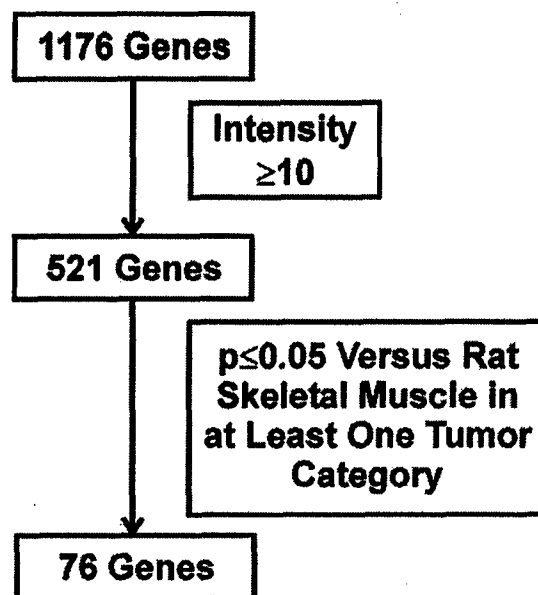 1176 Genes
Intensity
≥10
521 Genes
p≤0.05 Versus Rat
Skeletal Muscle in
at Least One Tumor
Category
76 Genes